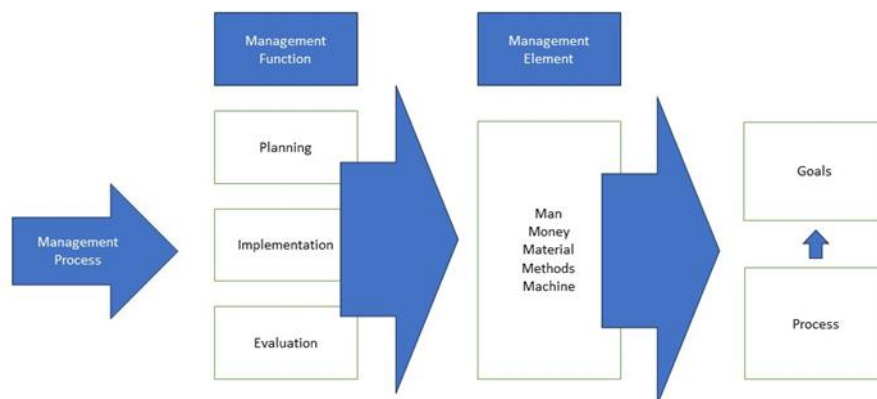 Management
Process
Management
Function
Planning
Implementation
Evaluation
Management
Element
Man
Money
Material
Methods
Machine
Goals
Process